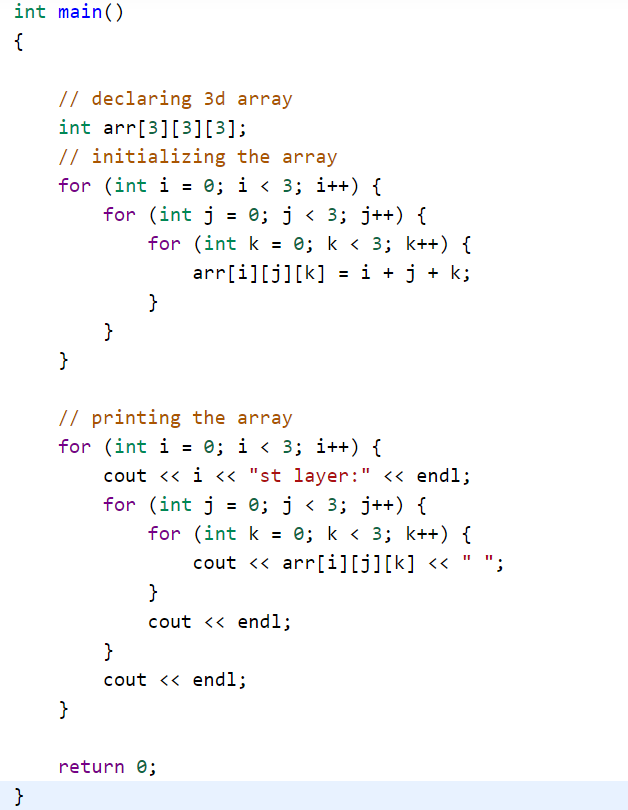 int main()
{
    // declaring 3d array
    int arr[3][3][3];
    // initializing the array
    for (int i = 0; i < 3; i++) {
        for (int j = 0; j < 3; j++) {
            for (int k = 0; k < 3; k++) {
                arr[i][j][k] = i + j + k;
            }
        }
    }
    // printing the array
    for (int i = 0; i < 3; i++) {
        cout << i << "st layer:" << endl;
        for (int j = 0; j < 3; j++) {
            for (int k = 0; k < 3; k++) {
                cout << arr[i][j][k] << " ";
            }
            cout << endl;
        }
        cout << endl;
    }
    return 0;
}